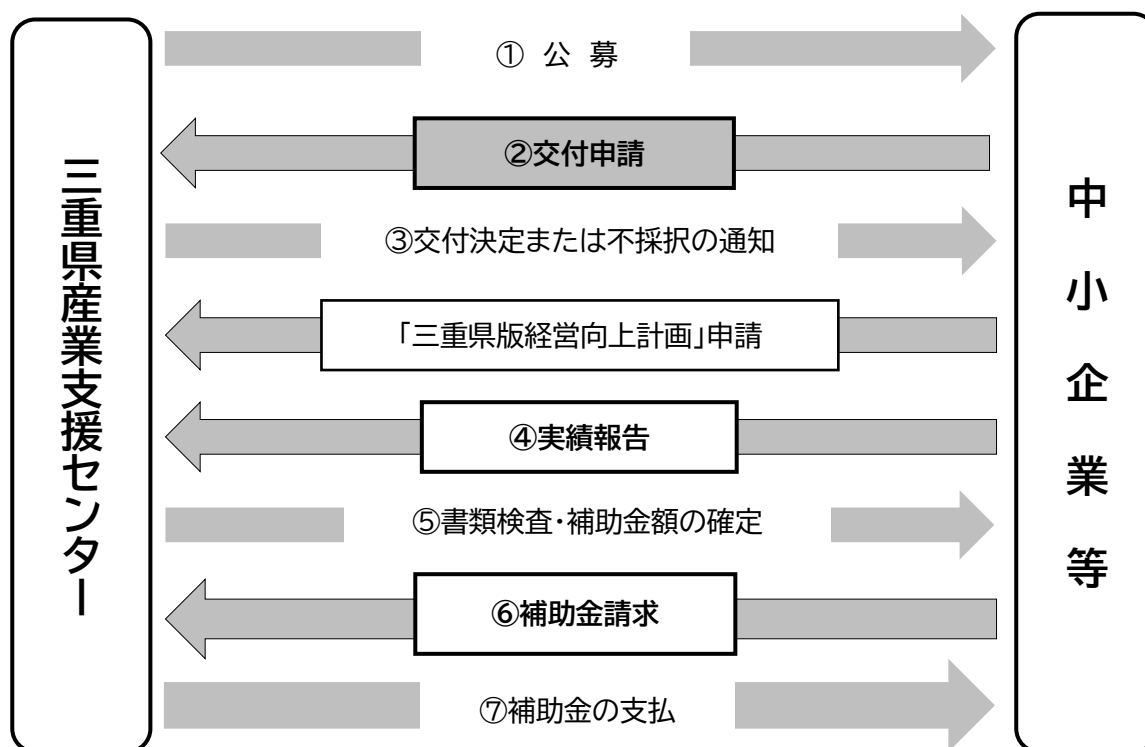 三重県産業支援センター
① 公 募
②交付申請
③交付決定または不採択の通知
「三重県版経営向上計画」申請
④実績報告
⑤書類検査・補助金額の確定
⑥補助金請求
⑦補助金の支払
中小企業等